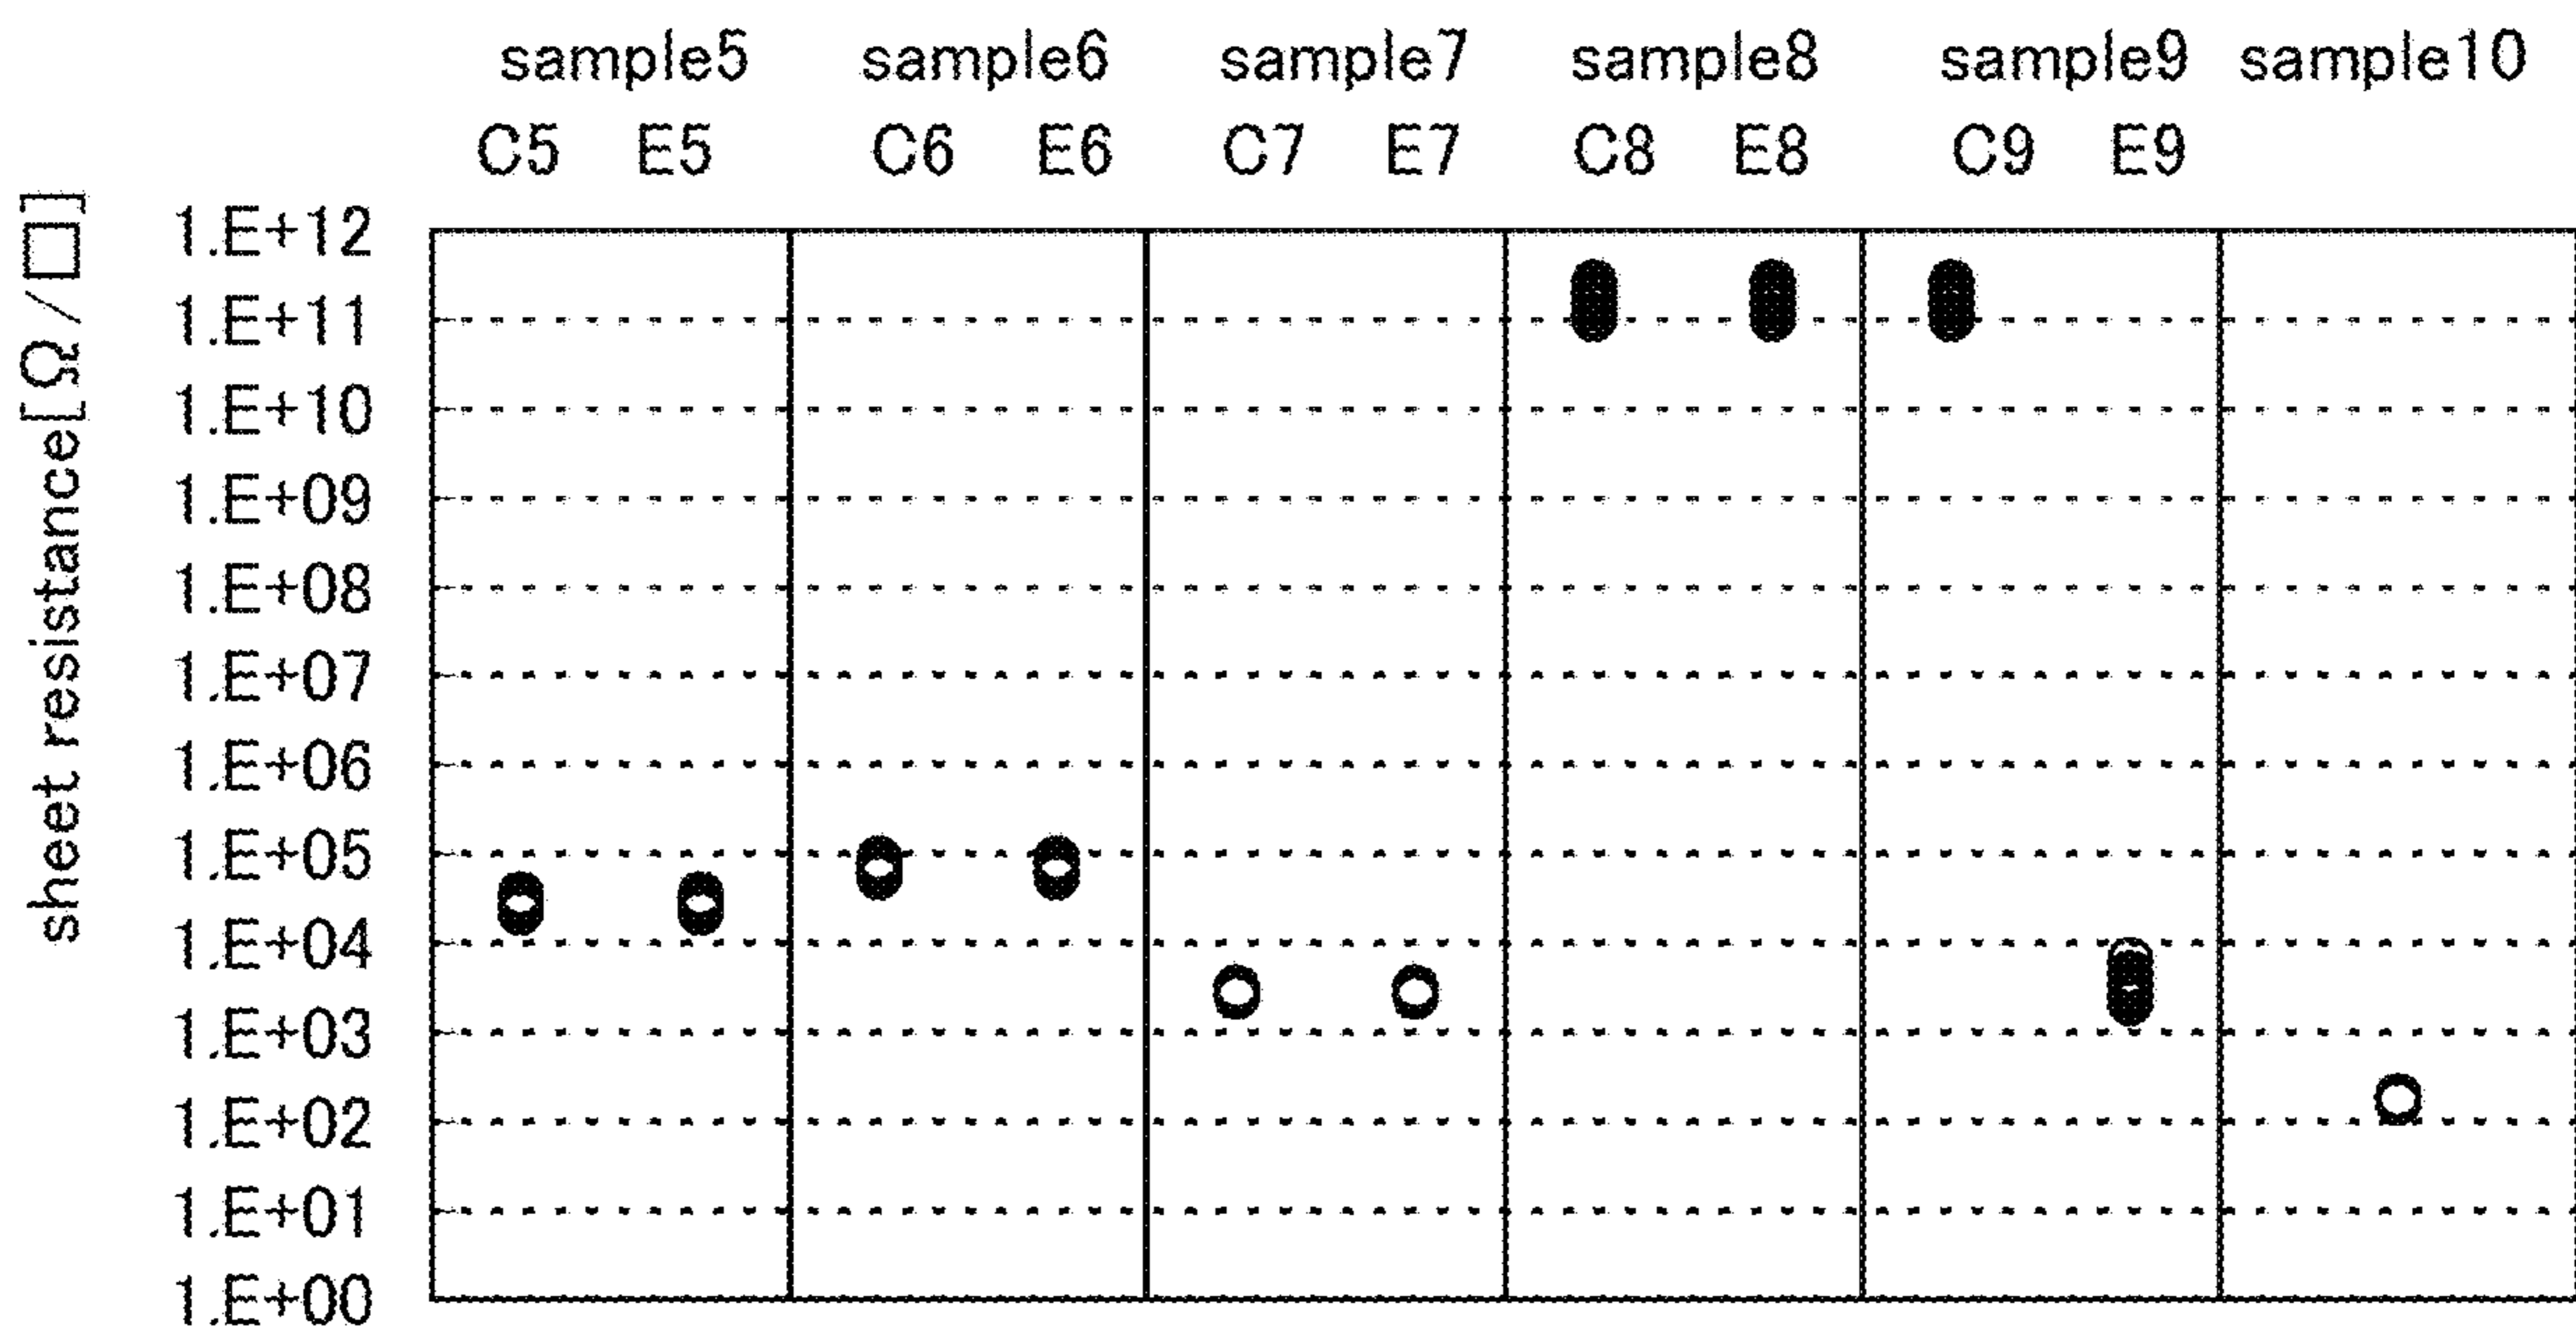 sample5 sample6 sample7 sample8 sample9 sample10
C5 E5 C6 E6 C7 E7 C8 E8 C9 E9
sheet resistance[Ω/□]
1.E+12
1.E+11
1.E+10
1.E+09
1.E+08
1.E+07
1.E+06
1.E+05
1.E+04
1.E+03
1.E+02
1.E+01
1.E+00